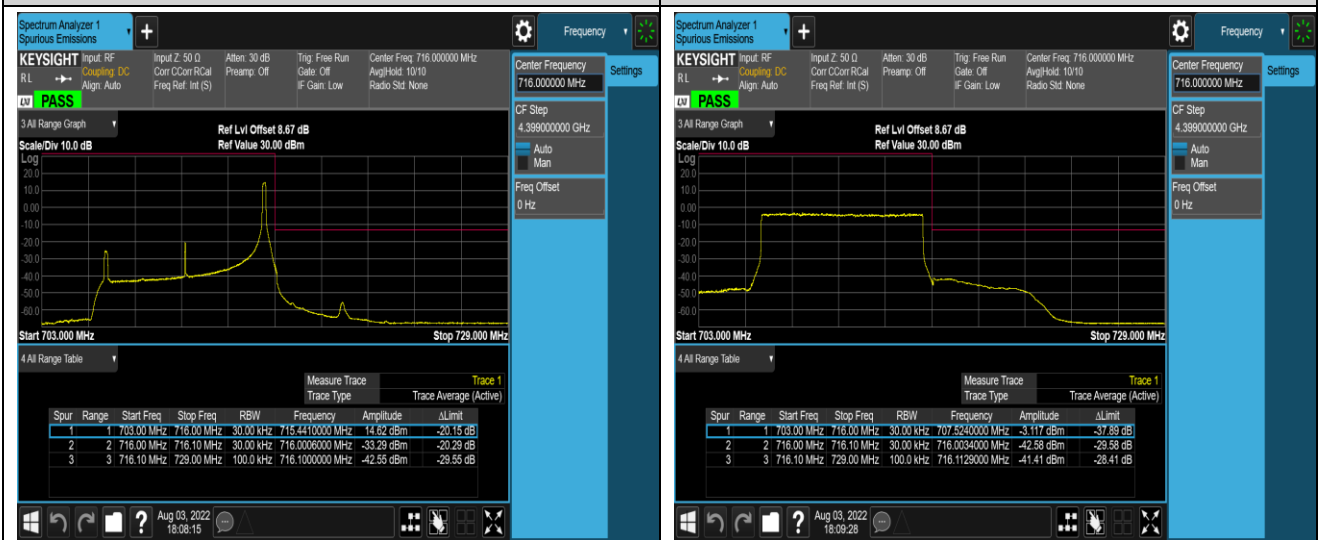 Spectrum Analyzer 1
Spurious Emissions
+
Frequency
KEYSIGHT
Input: RF
Coupling: DC
Align: Auto
Input Z: 50 Ω
Corr CCorr RCal
Freq Ref: Int (S)
Atten: 30 dB
Preamp: Off
Trig: Free Run
Gate: Off
IF Gain: Low
Center Freq: 716.000000 MHz
Avg|Hold: 10/10
Radio Std: None
RL
LXI PASS
Center Frequency
716.000000 MHz
Settings
CF Step
4.399000000 GHz
Auto
Man
Freq Offset
0 Hz
3 All Range Graph
Ref Lvl Offset 8.67 dB
Scale/Div 10.0 dB
Ref Value 30.00 dBm
Log
20.0
10.0
0.00
-10.0
-20.0
-30.0
-40.0
-50.0
-60.0
Start 703.000 MHz
Stop 729.000 MHz
4 All Range Table
Measure Trace Trace 1
Trace Type Trace Average (Active)
Spur Range Start Freq Stop Freq RBW Frequency Amplitude ΔLimit
1 1 703.00 MHz 716.00 MHz 30.00 kHz 715.4410000 MHz 14.62 dBm -20.15 dB
2 2 716.00 MHz 716.10 MHz 30.00 kHz 716.0006000 MHz -33.29 dBm -20.29 dB
3 3 716.10 MHz 729.00 MHz 100.0 kHz 716.1000000 MHz -42.55 dBm -29.55 dB
?
Aug 03, 2022
18:08:15
Spectrum Analyzer 1
Spurious Emissions
+
Frequency
KEYSIGHT
Input: RF
Coupling: DC
Align: Auto
Input Z: 50 Ω
Corr CCorr RCal
Freq Ref: Int (S)
Atten: 30 dB
Preamp: Off
Trig: Free Run
Gate: Off
IF Gain: Low
Center Freq: 716.000000 MHz
Avg|Hold: 10/10
Radio Std: None
RL
LXI PASS
Center Frequency
716.000000 MHz
Settings
CF Step
4.399000000 GHz
Auto
Man
Freq Offset
0 Hz
3 All Range Graph
Ref Lvl Offset 8.67 dB
Scale/Div 10.0 dB
Ref Value 30.00 dBm
Log
20.0
10.0
0.00
-10.0
-20.0
-30.0
-40.0
-50.0
-60.0
Start 703.000 MHz
Stop 729.000 MHz
4 All Range Table
Measure Trace Trace 1
Trace Type Trace Average (Active)
Spur Range Start Freq Stop Freq RBW Frequency Amplitude ΔLimit
1 1 703.00 MHz 716.00 MHz 30.00 kHz 707.5240000 MHz -3.117 dBm -37.89 dB
2 2 716.00 MHz 716.10 MHz 30.00 kHz 716.0034000 MHz -42.58 dBm -29.58 dB
3 3 716.10 MHz 729.00 MHz 100.0 kHz 716.1129000 MHz -41.41 dBm -28.41 dB
?
Aug 03, 2022
18:09:28